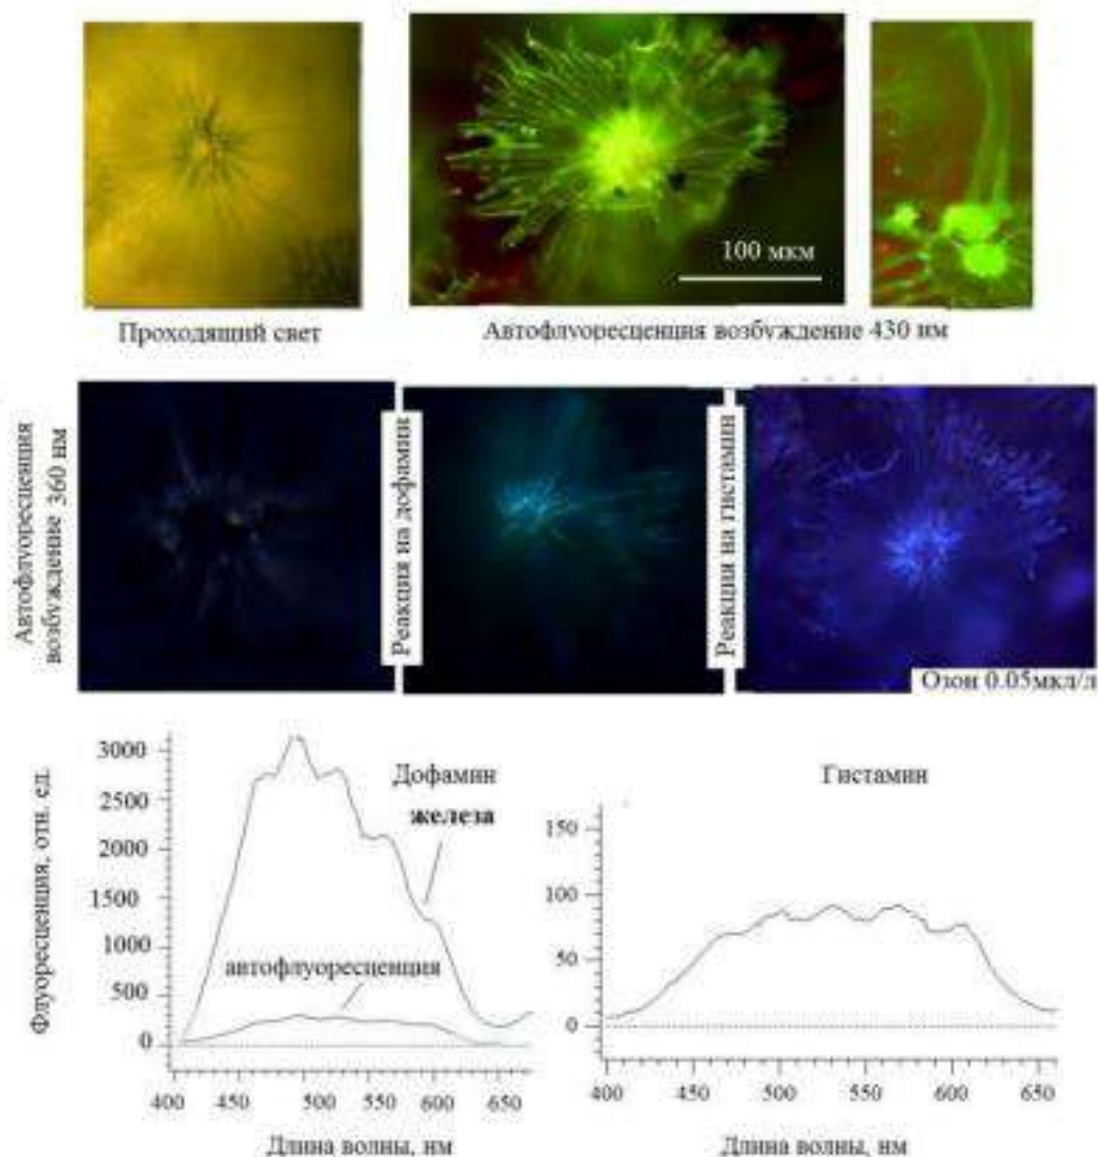 100 мкм
Проходящий свет
Автофлуоресценция возбуждение 430 нм
Автофлуоресценция
возбуждение 360 нм
Реакция на дофамин
Реакция на гистамин
Озон 0.05мкл/л
Флуоресценция, отн. ед.
3000
2500
2000
1500
1000
500
0
Дофамин
железа
автофлуоресценция
400 450 500 550 600 650
Длина волны, нм
Гистамин
150
100
50
0
400 450 500 550 600 650
Длина волны, нм